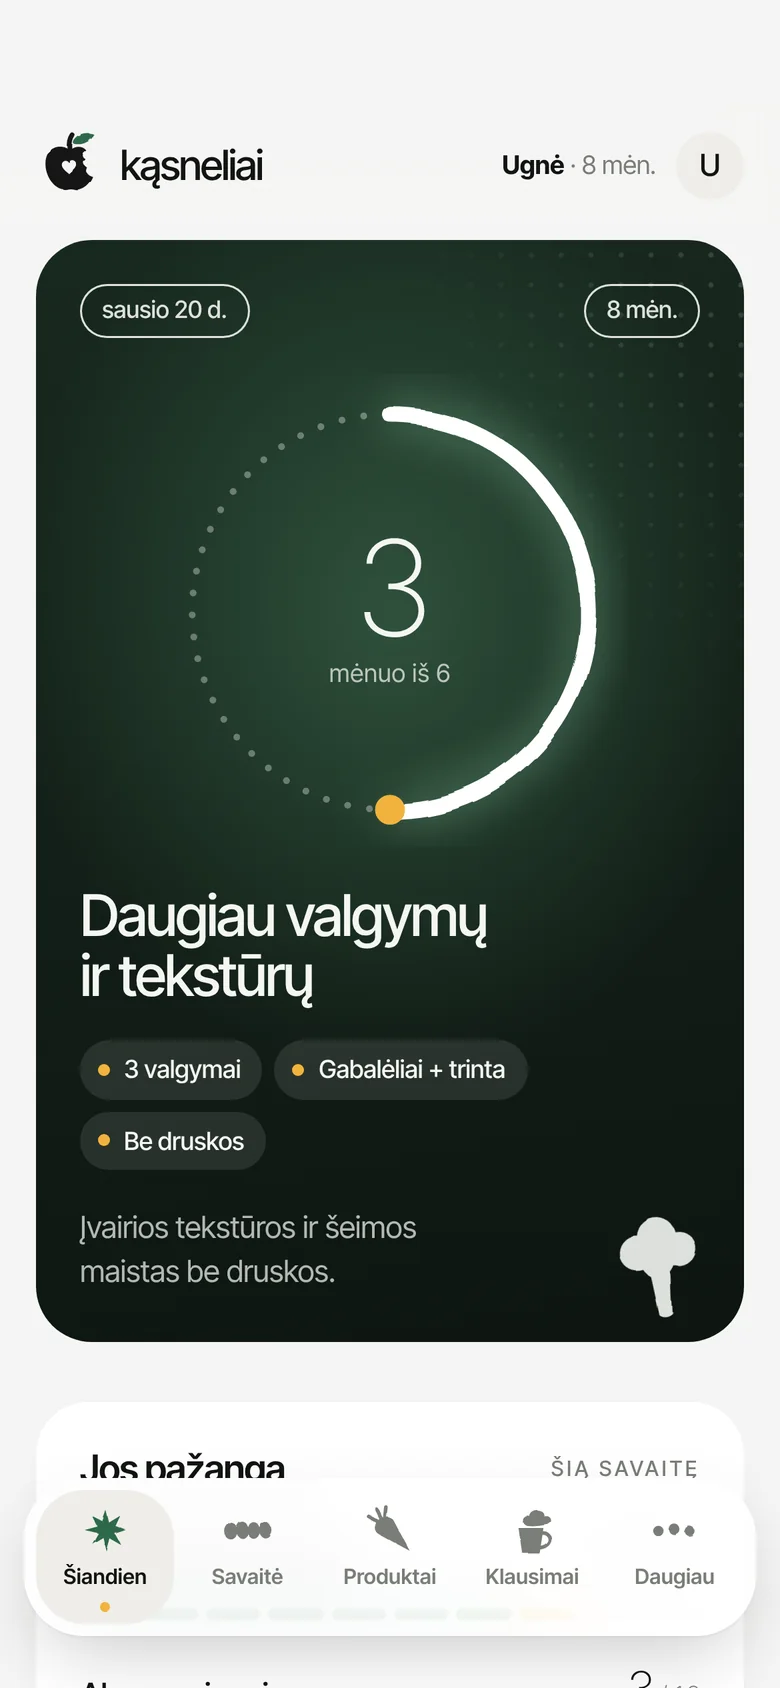 kąsneliai
Ugnė · 8 mėn.
U
sausio 20 d.
8 mėn.
3
mėnuo iš 6
Daugiau valgymų
ir tekstūrų
3 valgymai
Gabalėliai + trinta
Be druskos
Įvairios tekstūros ir šeimos
maistas be druskos.
Jos pažanga
ŠIĄ SAVAITĘ
Šiandien
Savaitė
Produktai
Klausimai
Daugiau